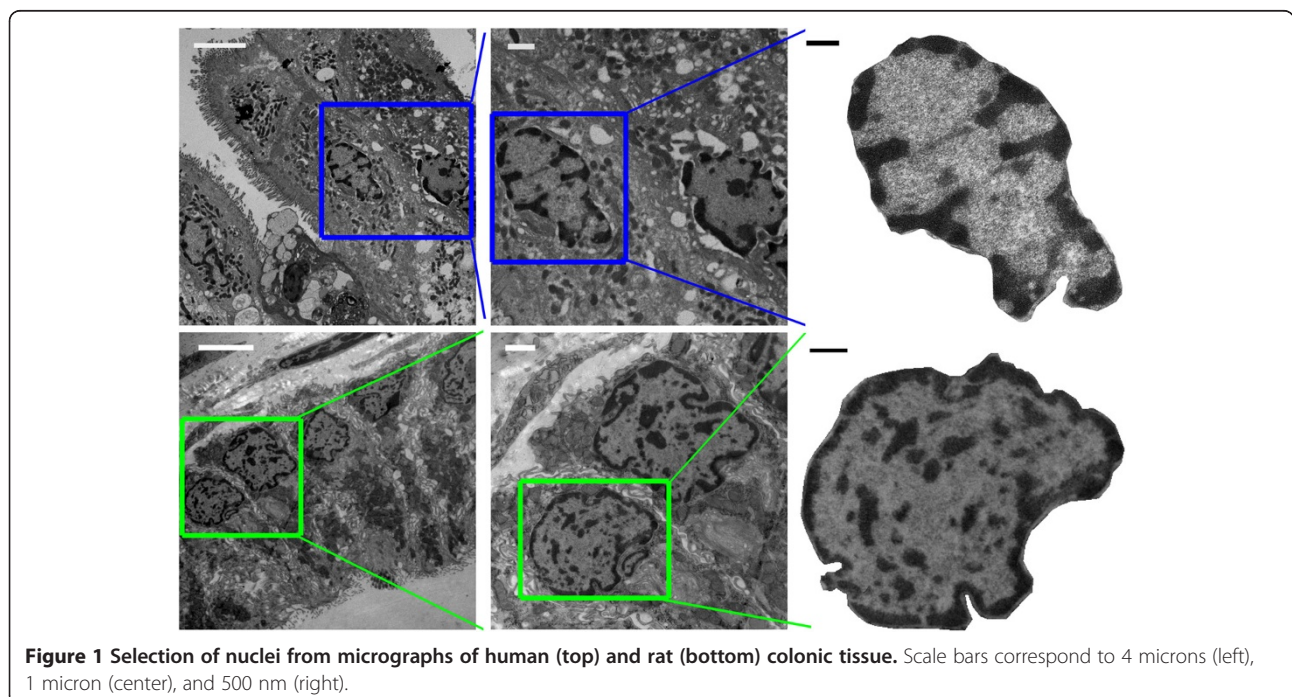 Figure 1 Selection of nuclei from micrographs of human (top) and rat (bottom) colonic tissue. Scale bars correspond to 4 microns (left),
1 micron (center), and 500 nm (right).